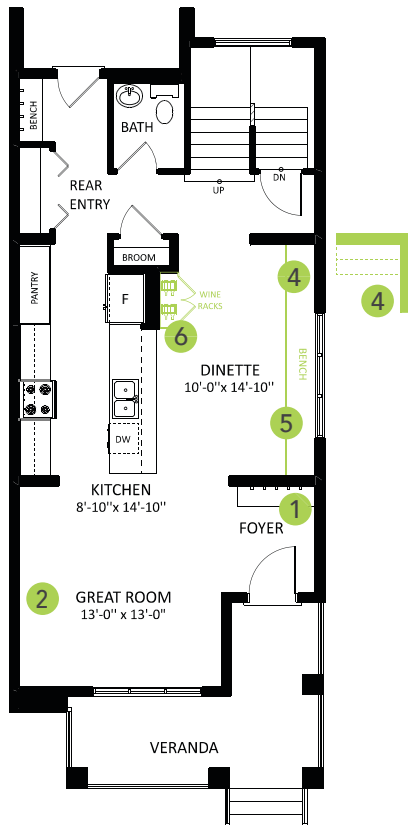 BENCH
BATH
REAR
ENTRY
UP
DN
BROOM
PANTRY
F
WINE
RACKS
4
4
6
DINETTE
10'-0''x 14'-10''
BENCH
5
DW
KITCHEN
8'-10''x 14'-10''
1
FOYER
2
GREAT ROOM
13'-0'' x 13'-0"
VERANDA